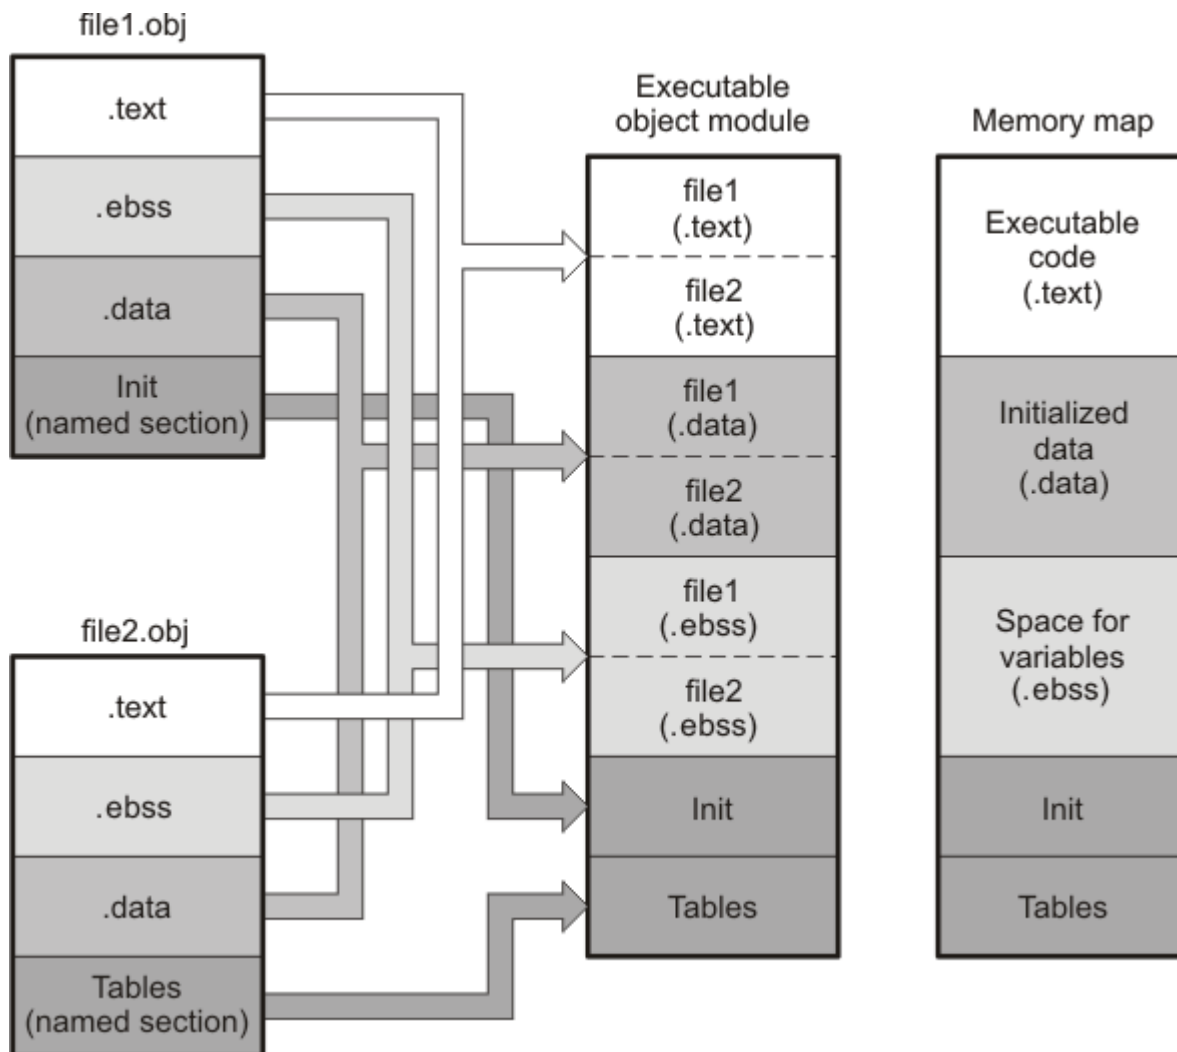 file1.obj
.text
.ebss
.data
Init
(named section)
file2.obj
.text
.ebss
.data
Tables
(named section)
Executable
object module
file1
(.text)
file2
(.text)
file1
(.data)
file2
(.data)
file1
(.ebss)
file2
(.ebss)
Init
Tables
Memory map
Executable
code
(.text)
Initialized
data
(.data)
Space for
variables
(.ebss)
Init
Tables